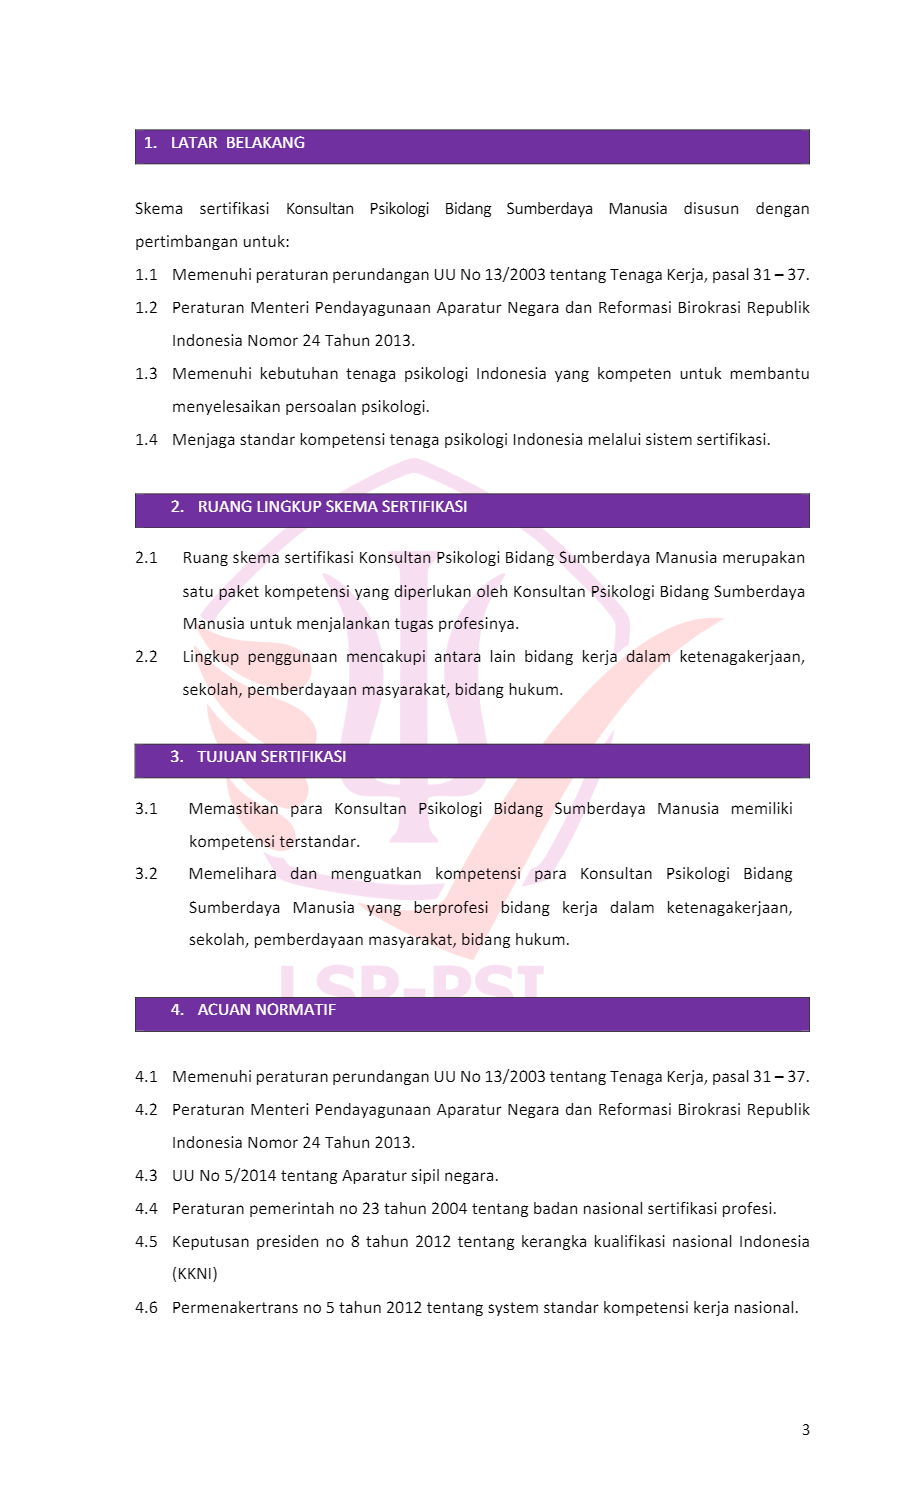 1. LATAR BELAKANG
Skema sertifikasi Konsultan Psikologi Bidang Sumberdaya Manusia disusun dengan
pertimbangan untuk:
1.1 Memenuhi peraturan perundangan UU No 13/2003 tentang Tenaga Kerja, pasal 31 – 37.
1.2 Peraturan Menteri Pendayagunaan Aparatur Negara dan Reformasi Birokrasi Republik
Indonesia Nomor 24 Tahun 2013.
1.3 Memenuhi kebutuhan tenaga psikologi Indonesia yang kompeten untuk membantu
menyelesaikan persoalan psikologi.
1.4 Menjaga standar kompetensi tenaga psikologi Indonesia melalui sistem sertifikasi.
2. RUANG LINGKUP SKEMA SERTIFIKASI
2.1 Ruang skema sertifikasi Konsultan Psikologi Bidang Sumberdaya Manusia merupakan
satu paket kompetensi yang diperlukan oleh Konsultan Psikologi Bidang Sumberdaya
Manusia untuk menjalankan tugas profesinya.
2.2 Lingkup penggunaan mencakupi antara lain bidang kerja dalam ketenagakerjaan,
sekolah, pemberdayaan masyarakat, bidang hukum.
3. TUJUAN SERTIFIKASI
3.1 Memastikan para Konsultan Psikologi Bidang Sumberdaya Manusia memiliki
kompetensi terstandar.
3.2 Memelihara dan menguatkan kompetensi para Konsultan Psikologi Bidang
Sumberdaya Manusia yang berprofesi bidang kerja dalam ketenagakerjaan,
sekolah, pemberdayaan masyarakat, bidang hukum.
LSP-PSI
4. ACUAN NORMATIF
4.1 Memenuhi peraturan perundangan UU No 13/2003 tentang Tenaga Kerja, pasal 31 – 37.
4.2 Peraturan Menteri Pendayagunaan Aparatur Negara dan Reformasi Birokrasi Republik
Indonesia Nomor 24 Tahun 2013.
4.3 UU No 5/2014 tentang Aparatur sipil negara.
4.4 Peraturan pemerintah no 23 tahun 2004 tentang badan nasional sertifikasi profesi.
4.5 Keputusan presiden no 8 tahun 2012 tentang kerangka kualifikasi nasional Indonesia
(KKNI)
4.6 Permenakertrans no 5 tahun 2012 tentang system standar kompetensi kerja nasional.
3